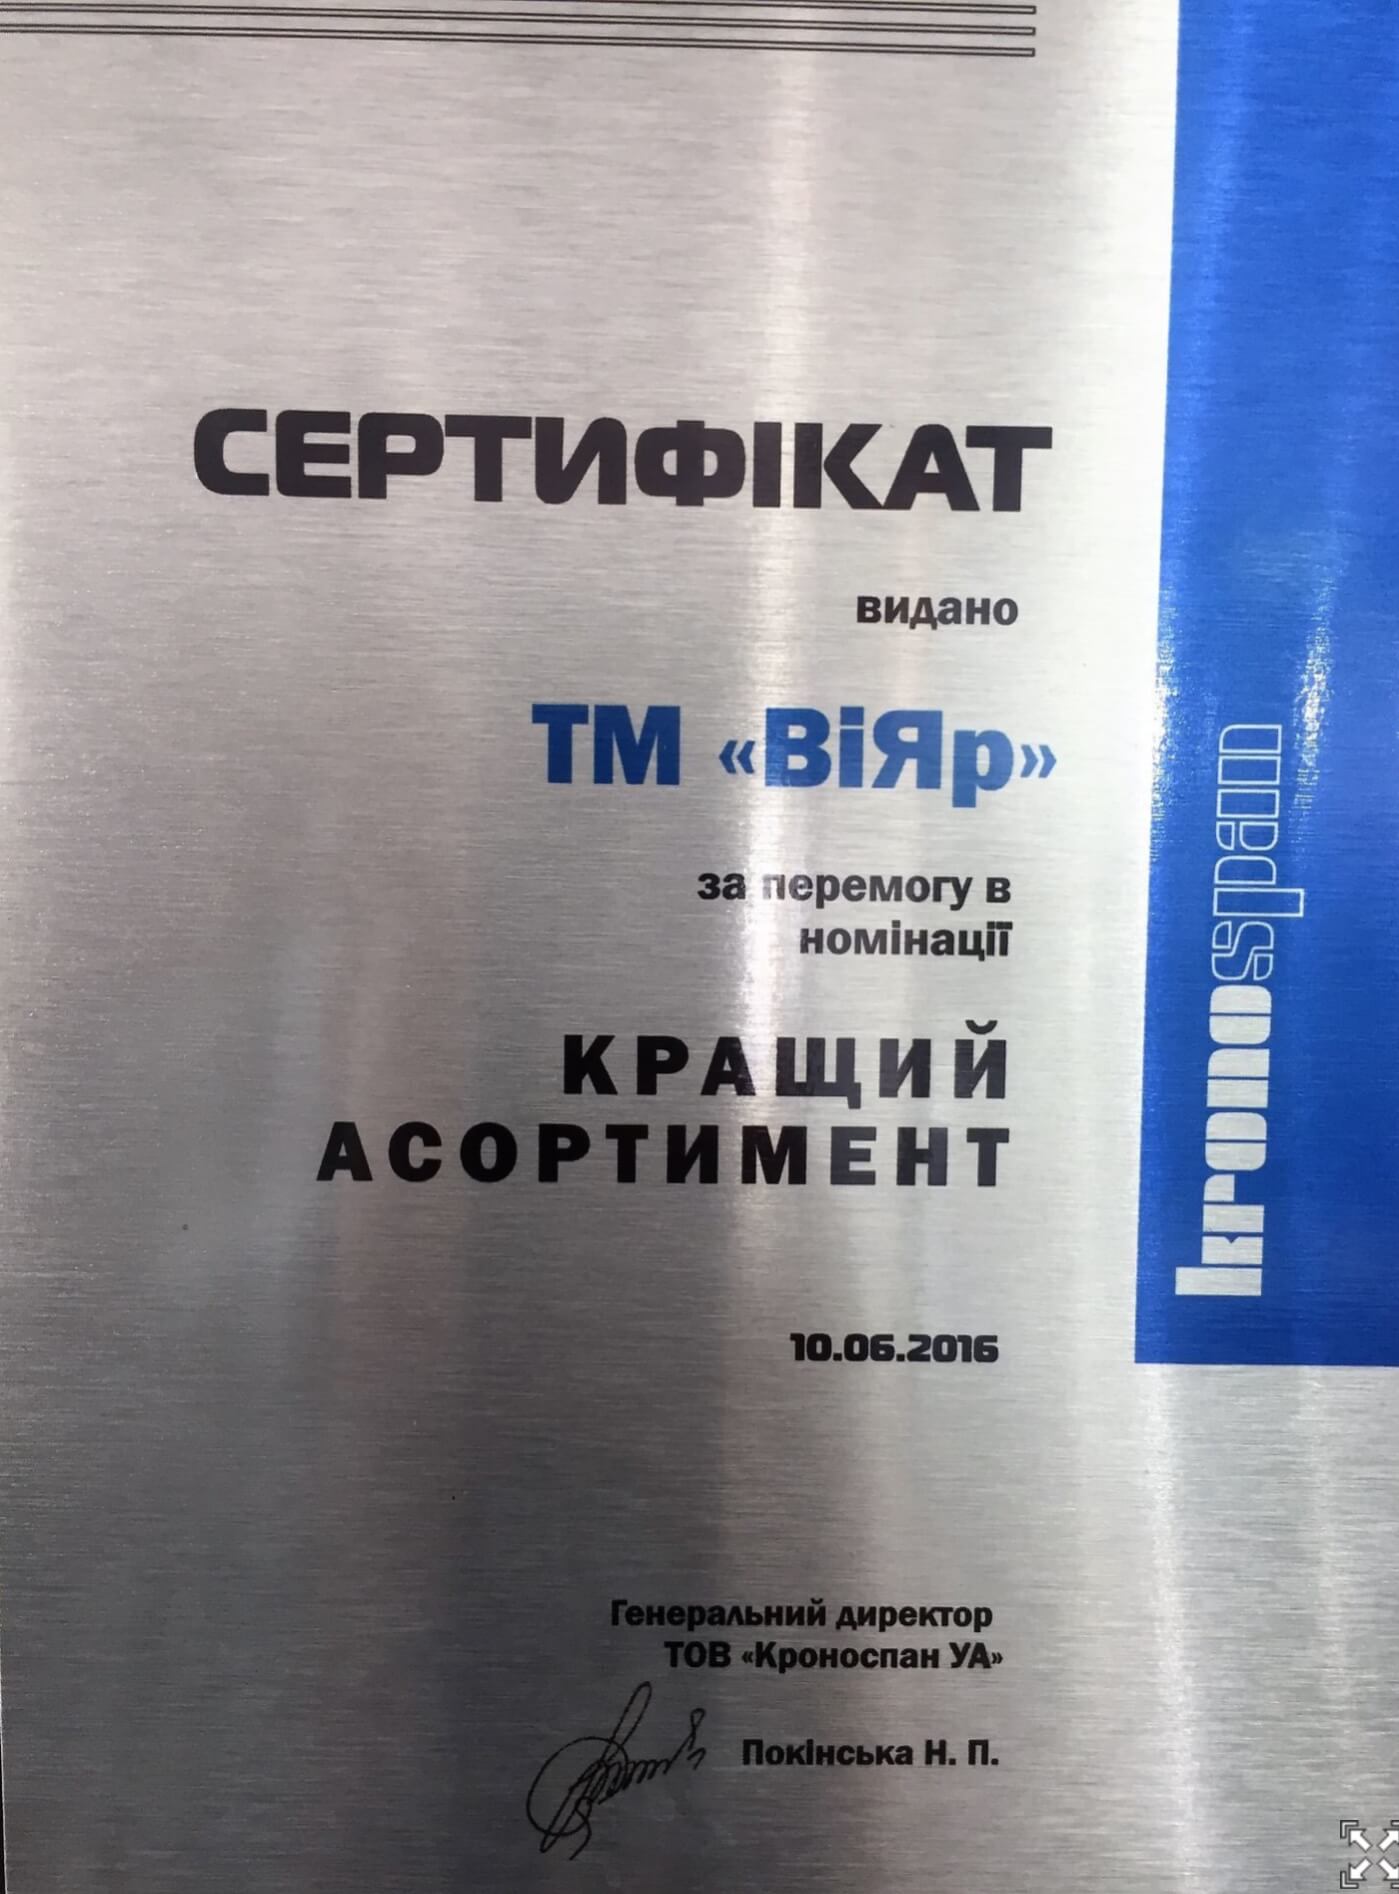 СЕРТИФІКАТ
видано
ТМ «ВіЯр»
за перемогу в
номінації
КРАЩИЙ
АСОРТИМЕНТ
10.06.2016
kronospan
Генеральний директор
ТОВ «Кроноспан УА»
Покінська Н. П.